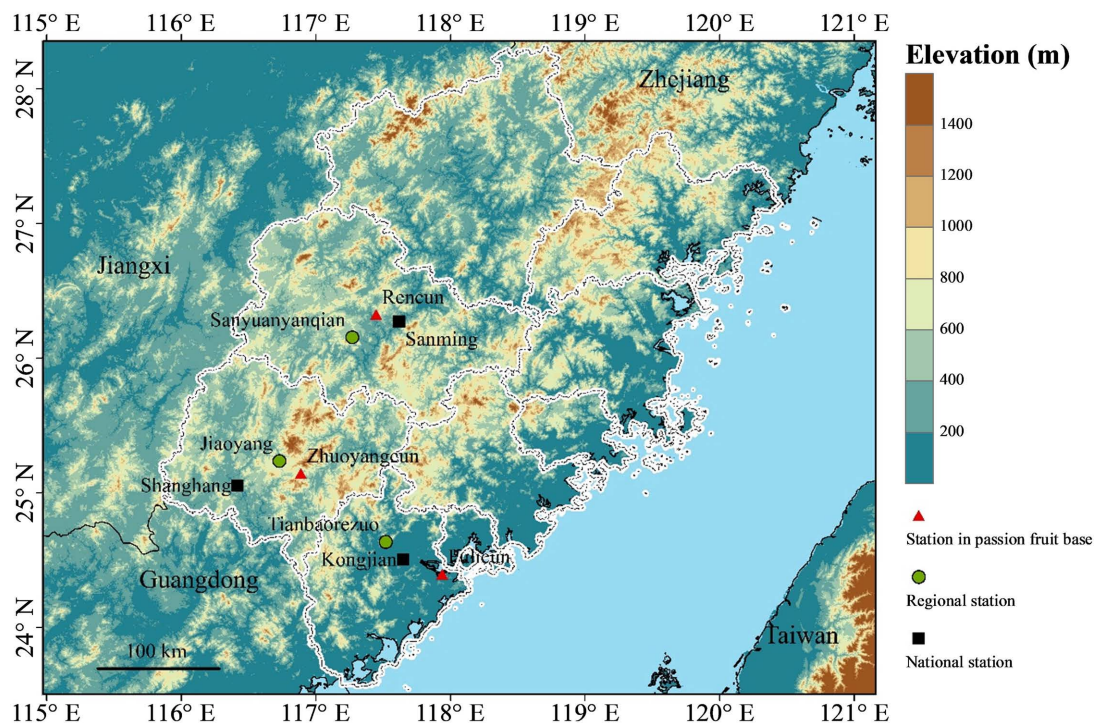 115° E 116° E 117° E 118° E 119° E 120° E 121° E
28° N
27° N
26° N
25° N
24° N
Zhejiang
Jiangxi
Rencun
Sanyuanyanqian
Sanming
Jiaoyang
Zhuoyangcun
Shanghang
Tianbaorezuo
Kongjian
Guangdong
Taiwan
100 km
115° E 116° E 117° E 118° E 119° E 120° E 121° E
Elevation (m)
1400
1200
1000
800
600
400
200
Station in passion fruit base
Regional station
National station